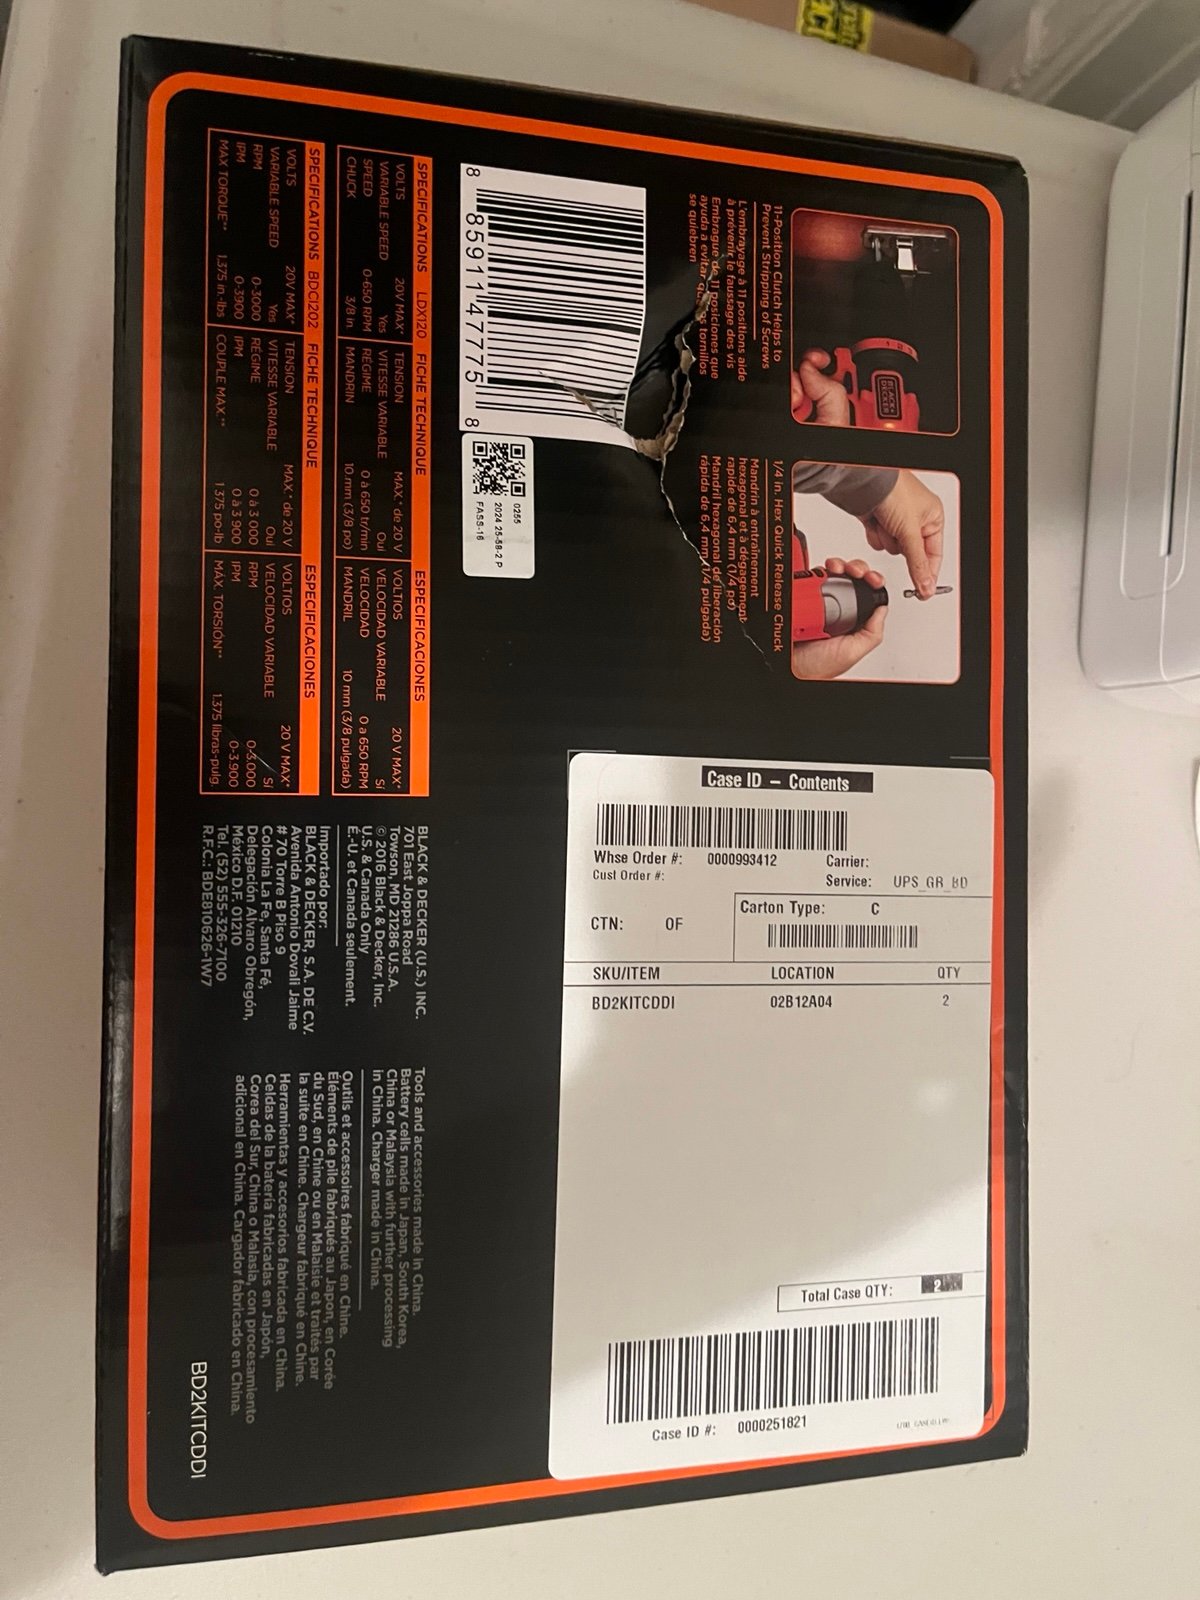 11-Position Clutch Helps to
Prevent Stripping of Screws
L'embrayage à 11 positions aide
à prévenir le faussage des vis
Embrague de 11 posiciones que
ayuda a evitar tornillos
se quiebren
BLACK+
DECKER
1/4 in. Hex Quick Release Chuck
Mandrin à entraînement
hexagonal et à dégagement
rapide de 6,4 mm (1/4 po)
Mandril hexagonal de liberación
rápida de 6,4 mm (1/4 pulgada)
8 85911 47775 8
0255
2024 25-58-2 P
FASS-16
SPECIFICATIONS LDX120 FICHE TECHNIQUE ESPECIFICACIONES
VOLTS 20V MAX* TENSION MAX.* de 20 V VOLTIOS 20 V MAX*
VARIABLE SPEED Yes VITESSE VARIABLE Oui VELOCIDAD VARIABLE Sí
SPEED 0-650 RPM RÉGIME 0 à 650 tr/min VELOCIDAD 0 a 650 RPM
CHUCK 3/8 in. MANDRIN 10 mm (3/8 po) MANDRIL 10 mm (3/8 pulgada)
SPECIFICATIONS BDCI202 FICHE TECHNIQUE ESPECIFICACIONES
VOLTS 20V MAX* TENSION MAX.* de 20 V VOLTIOS 20 V MAX*
VARIABLE SPEED Yes VITESSE VARIABLE Oui VELOCIDAD VARIABLE Sí
RPM 0-3000 RÉGIME 0 à 3 000 RPM 0-3.000
IPM 0-3900 IPM 0 à 3 900 IPM 0-3.900
MAX TORQUE** 1,375 in.-lbs COUPLE MAX.** 1 375 po-lb MÁX. TORSIÓN** 1.375 libras-pulg.
BLACK & DECKER (U.S.) INC.
701 East Joppa Road
Towson, MD 21286 U.S.A.
© 2016 Black & Decker, Inc.
U.S. & Canada Only
É.-U. et Canada seulement.
Importado por:
BLACK & DECKER, S.A. DE C.V.
Avenida Antonio Dovali Jaime
# 70 Torre B Piso 9
Colonia La Fe, Santa Fé,
Delegación Alvaro Obregón,
México D.F. 01210
Tel. (52) 555-326-7100
R.F.C.: BDE810626-1W7
Tools and accessories made in China.
Battery cells made in Japan, South Korea,
China or Malaysia with further processing
in China. Charger made in China.
Outils et accessoires fabriqué en Chine.
Éléments de pile fabriqués au Japon, en Corée
du Sud, en Chine ou en Malaisie et traités par
la suite en Chine. Chargeur fabriqué en Chine.
Herramientas y accesorios fabricada en China.
Celdas de la batería fabricadas en Japón,
Corea del Sur, China o Malasia, con procesamiento
adicional en China. Cargador fabricado en China.
BD2KITCDDI
Case ID – Contents
Whse Order #: 0000993412 Carrier:
Cust Order #: Service: UPS_GR_BD
CTN: OF Carton Type: C
SKU/ITEM LOCATION QTY
BD2KITCDDI 02B12A04 2
Total Case QTY: 2
Case ID #: 0000251821